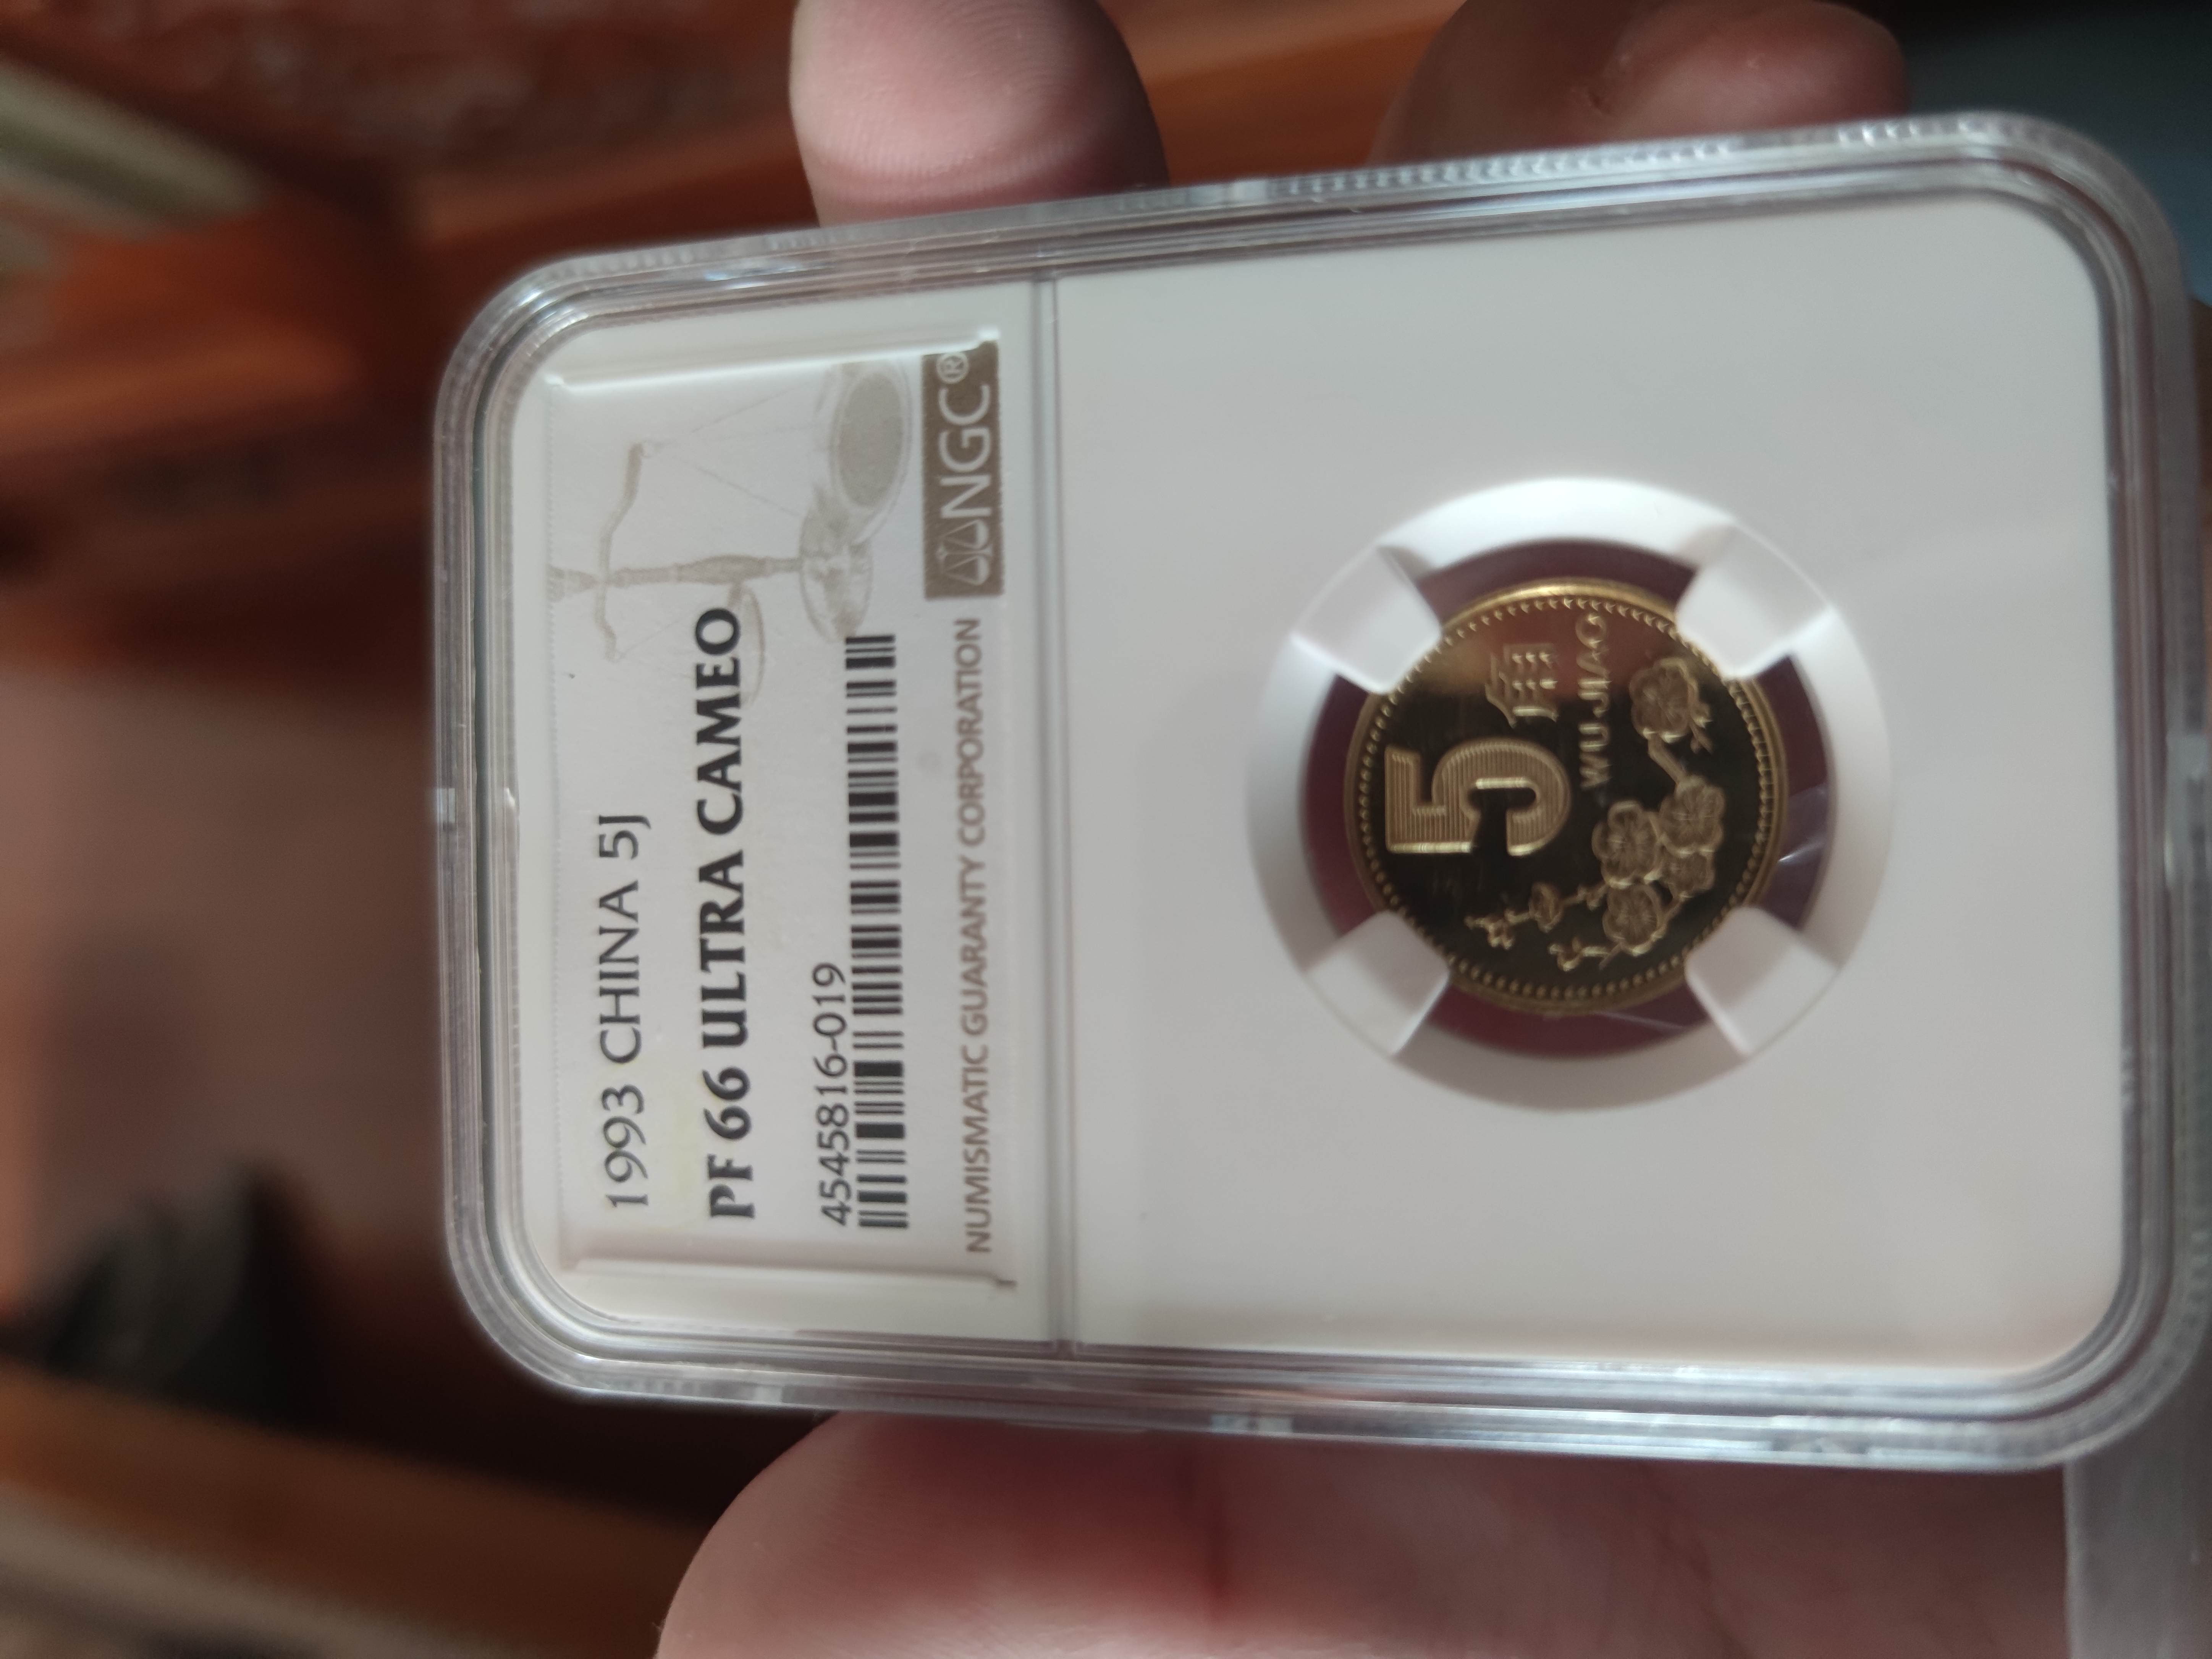 1993 CHINA 5J
PF 66 ULTRA CAMEO
4545816-019
NUMISMATIC GUARANTY CORPORATION
NGC®
5角
WU JIAO